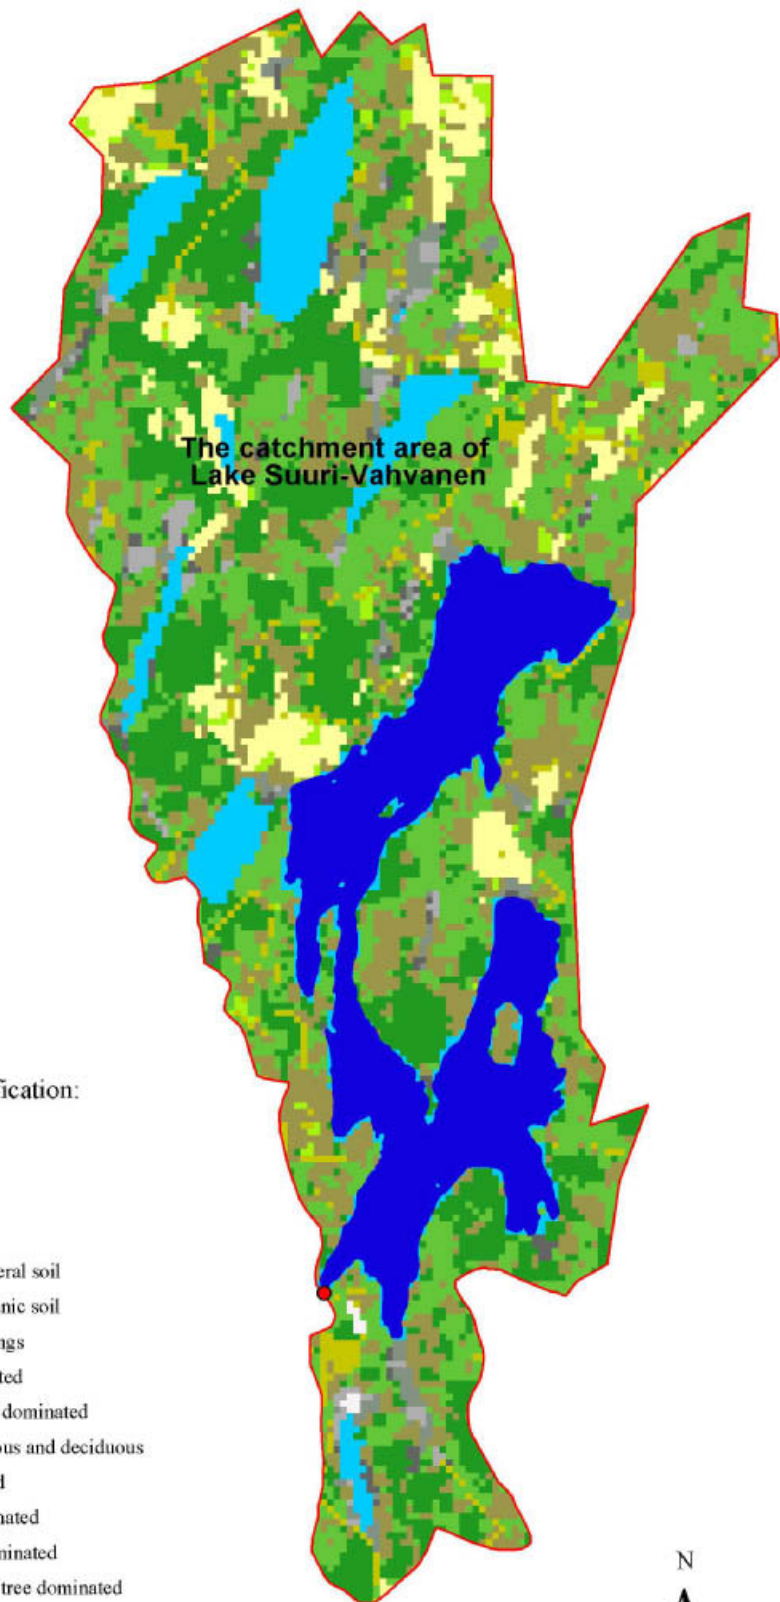 The catchment area of
Lake Suuri-Vahvanen
fication:
eral soil
nic soil
ngs
ted
dominated
ous and deciduous
d
nated
minated
tree dominated
N